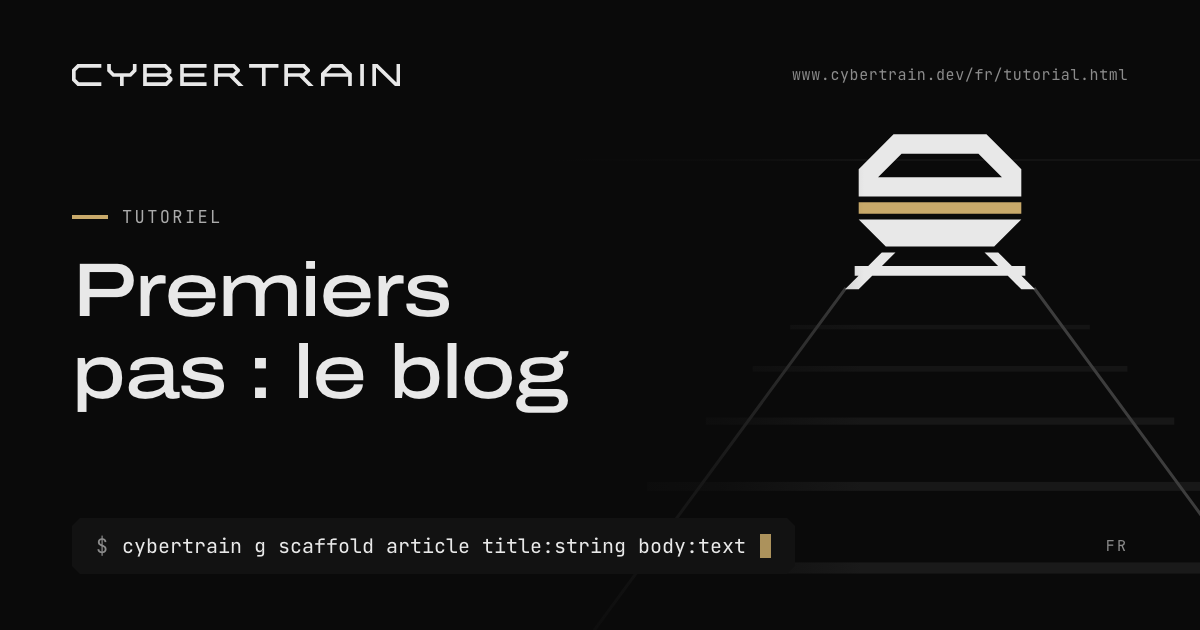 CYBERTRAIN
www.cybertrain.dev/fr/tutorial.html
TUTORIEL
Premiers
pas : le blog
$ cybertrain g scaffold article title:string body:text
FR